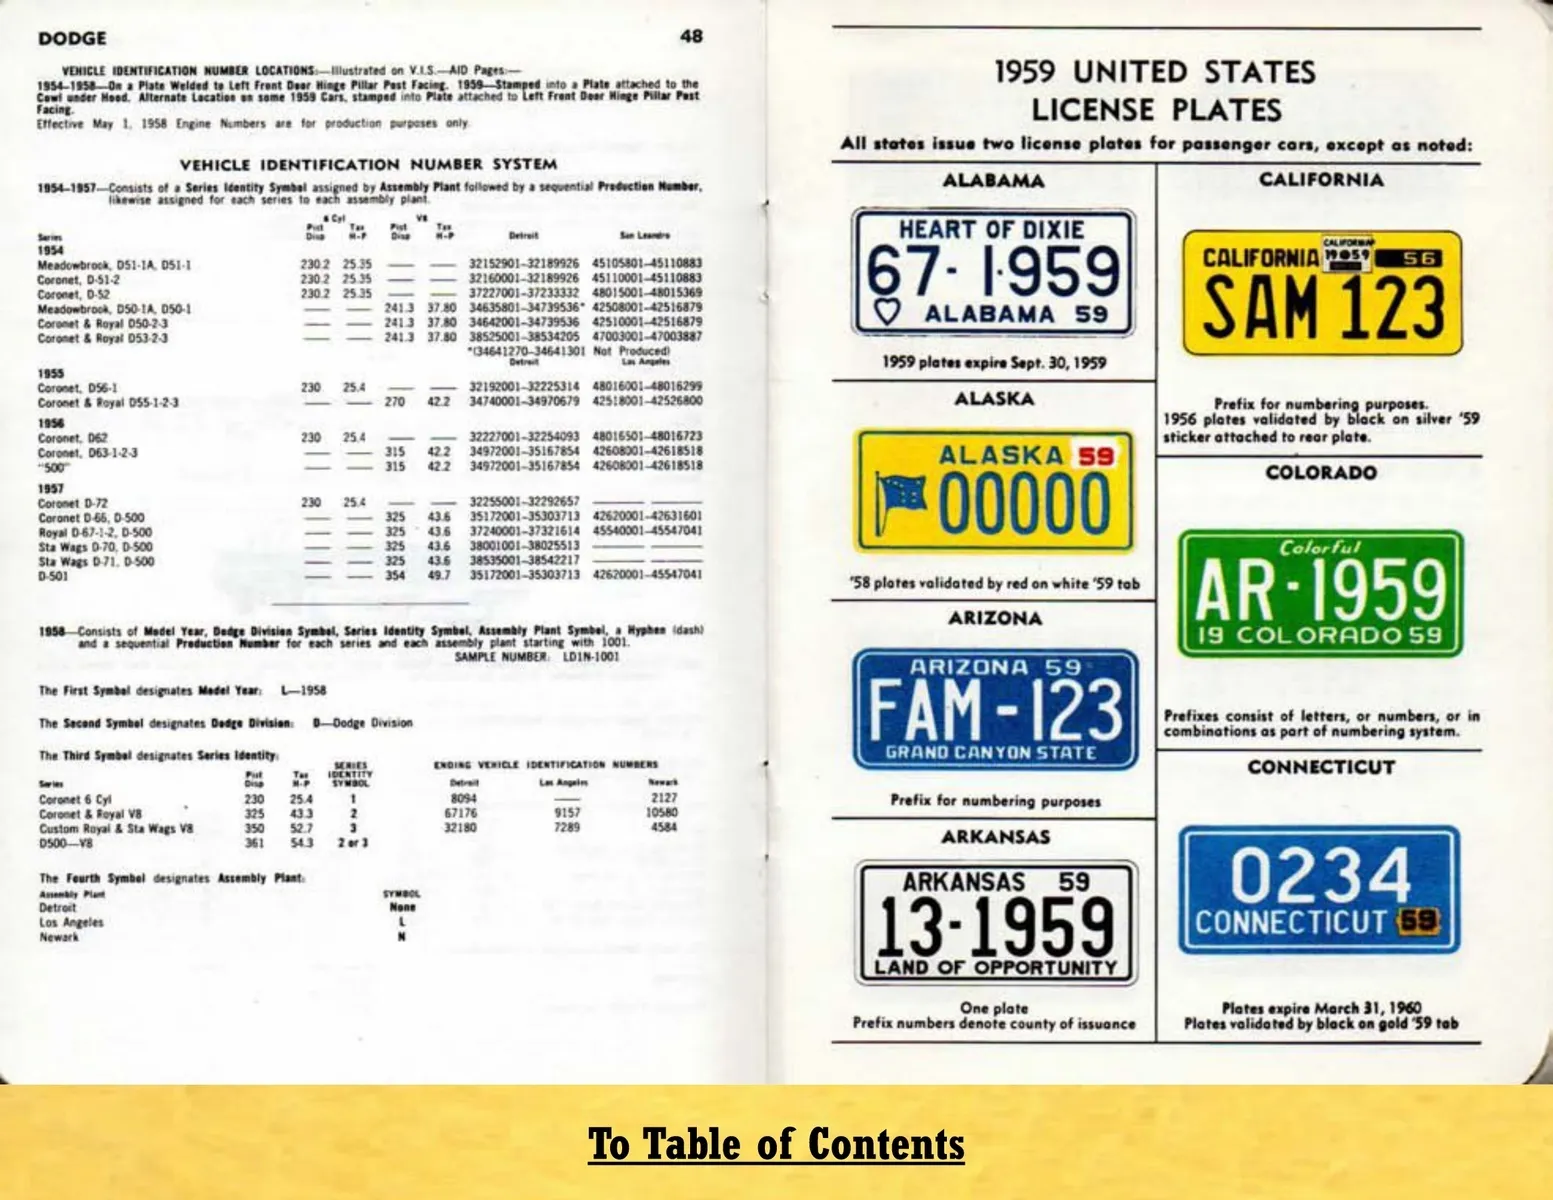 DODGE 48
VEHICLE IDENTIFICATION NUMBER LOCATIONS:—Illustrated on V.I.S.—AID Pages:—
1954–1958—On a Plate Welded to Left Front Door Hinge Pillar Post Facing. 1959—Stamped into a Plate attached to the
Cowl under Hood. Alternate Location on some 1959 Cars, stamped into Plate attached to Left Front Door Hinge Pillar Post
Facing.
Effective May 1, 1958 Engine Numbers are for production purposes only.
VEHICLE IDENTIFICATION NUMBER SYSTEM
1954–1957—Consists of a Series Identity Symbol assigned by Assembly Plant followed by a sequential Production Number,
likewise assigned for each series to each assembly plant.
6 Cyl V8
Pist Tax Pist Tax
Series Disp H-P Disp H-P Detroit San Leandro
1954
Meadowbrook, D51-1A, D51-1 230.2 25.35 — — 32152901–32189926 45105801–45110883
Coronet, D-51-2 230.2 25.35 — — 32160001–32189926 45110001–45110883
Coronet, D-52 230.2 25.35 — — 37227001–37233332 48015001–48015369
Meadowbrook, D50-1A, D50-1 — — 241.3 37.80 34635801–34739536* 42508001–42516879
Coronet & Royal D50-2-3 — — 241.3 37.80 34642001–34739536 42510001–42516879
Coronet & Royal D53-2-3 — — 241.3 37.80 38525001–38534205 47003001–47003887
*(34641270–34641301 Not Produced)
Detroit Los Angeles
1955
Coronet, D56-1 230 25.4 — — 32192001–32225314 48016001–48016299
Coronet & Royal D55-1-2-3 — — 270 42.2 34740001–34970679 42518001–42526800
1956
Coronet, D62 230 25.4 — — 32227001–32254093 48016501–48016723
Coronet, D63-1-2-3 — — 315 42.2 34972001–35167854 42608001–42618518
"500" — — 315 42.2 34972001–35167854 42608001–42618518
1957
Coronet D-72 230 25.4 — — 32255001–32292657 — —
Coronet D-66, D-500 — — 325 43.6 35172001–35303713 42620001–42631601
Royal D-67-1-2, D-500 — — 325 43.6 37240001–37321614 45540001–45547041
Sta Wags D-70, D-500 — — 325 43.6 38001001–38025513 — —
Sta Wags D-71, D-500 — — 325 43.6 38535001–38542217 — —
D-501 — — 354 49.7 35172001–35303713 42620001–45547041
1958—Consists of Model Year, Dodge Division Symbol, Series Identity Symbol, Assembly Plant Symbol, a Hyphen (dash)
and a sequential Production Number for each series and each assembly plant starting with 1001.
SAMPLE NUMBER: LD1N-1001
The First Symbol designates Model Year: L—1958
The Second Symbol designates Dodge Division: D—Dodge Division
The Third Symbol designates Series Identity:
SERIES ENDING VEHICLE IDENTIFICATION NUMBERS
Pist Tax IDENTITY
Series Disp H-P SYMBOL Detroit Los Angeles Newark
Coronet 6 Cyl 230 25.4 1 8094 — 2127
Coronet & Royal V8 325 43.3 2 67176 9157 10580
Custom Royal & Sta Wags V8 350 52.7 3 32180 7289 4584
D500—V8 361 54.3 2 or 3
The Fourth Symbol designates Assembly Plant:
Assembly Plant SYMBOL
Detroit None
Los Angeles L
Newark N
1959 UNITED STATES
LICENSE PLATES
All states issue two license plates for passenger cars, except as noted:
ALABAMA
HEART OF DIXIE
67-1·959
ALABAMA 59
1959 plates expire Sept. 30, 1959
ALASKA
ALASKA 59
00000
'58 plates validated by red on white '59 tab
ARIZONA
ARIZONA 59
FAM-123
GRAND CANYON STATE
Prefix for numbering purposes
ARKANSAS
ARKANSAS 59
13-1959
LAND OF OPPORTUNITY
One plate
Prefix numbers denote county of issuance
CALIFORNIA
CALIFORNIA
CALIFORNIA 19 59 56
SAM 123
Prefix for numbering purposes.
1956 plates validated by black on silver '59
sticker attached to rear plate.
COLORADO
Colorful
AR-1959
19 COLORADO 59
Prefixes consist of letters, or numbers, or in
combinations as part of numbering system.
CONNECTICUT
0234
CONNECTICUT 59
Plates expire March 31, 1960
Plates validated by black on gold '59 tab
To Table of Contents